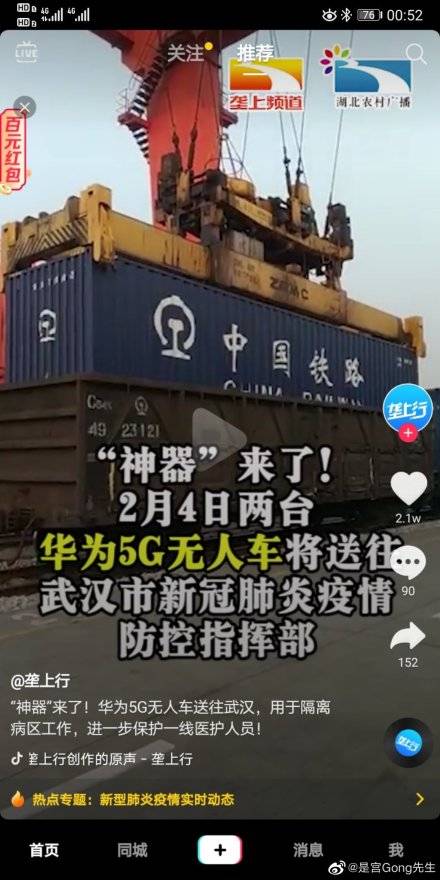 HD 4G 4G 76 00:52
LIVE
关注 推荐
垄上频道
湖北农村广播
百元红包
ZPMC
中国铁路
CHINA RAILWAY
C64K
49 23121
“神器”来了!
2月4日两台
华为5G无人车将送往
武汉市新冠肺炎疫情
防控指挥部
垄上行
2.1w
90
152
@垄上行
“神器”来了!华为5G无人车送往武汉,用于隔离
病区工作,进一步保护一线医护人员!
垄上行创作的原声 - 垄上行
垄上行
热点专题:新型肺炎疫情实时动态
首页 同城 消息 我
@是宫Gong先生